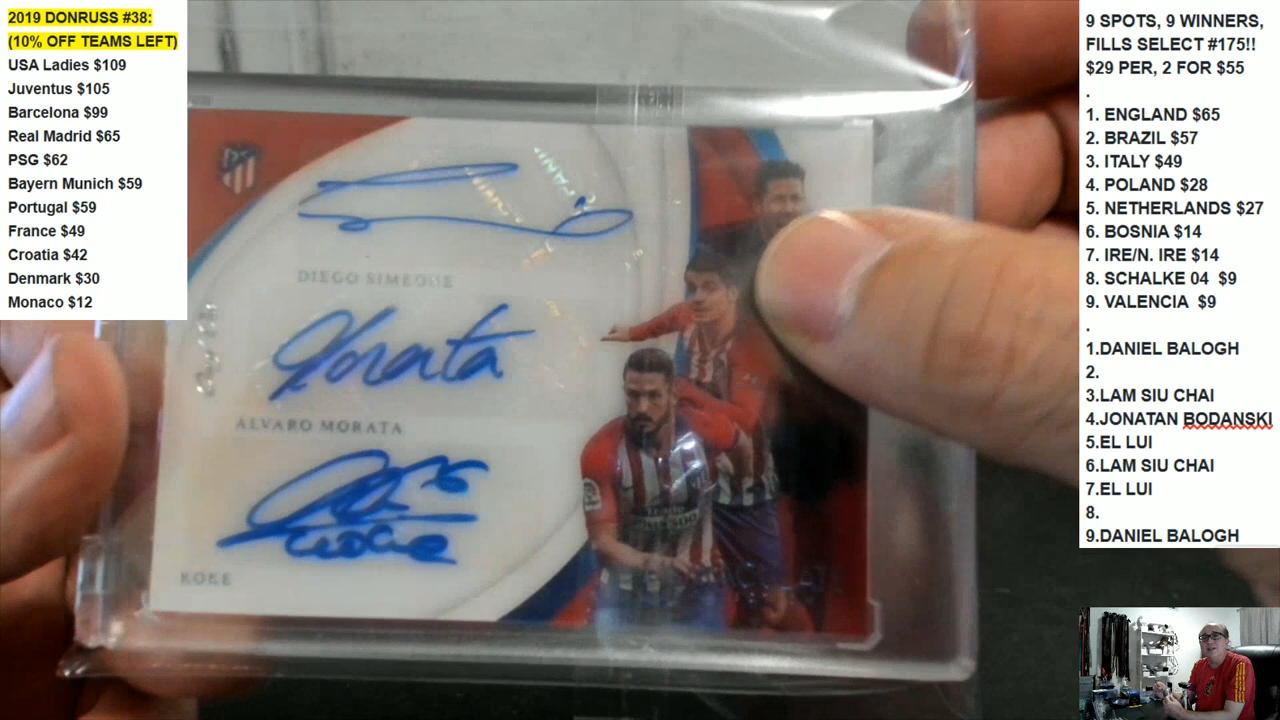 2019 DONRUSS #38:
(10% OFF TEAMS LEFT)
USA Ladies $109
Juventus $105
Barcelona $99
Real Madrid $65
PSG $62
Bayern Munich $59
Portugal $59
France $49
Croatia $42
Denmark $30
Monaco $12
DIEGO SIMEONE
Morata
ALVARO MORATA
KOKE
9 SPOTS, 9 WINNERS,
FILLS SELECT #175!!
$29 PER, 2 FOR $55
.
1. ENGLAND $65
2. BRAZIL $57
3. ITALY $49
4. POLAND $28
5. NETHERLANDS $27
6. BOSNIA $14
7. IRE/N. IRE $14
8. SCHALKE 04 $9
9. VALENCIA $9
.
1.DANIEL BALOGH
2.
3.LAM SIU CHAI
4.JONATAN BODANSKI
5.EL LUI
6.LAM SIU CHAI
7.EL LUI
8.
9.DANIEL BALOGH